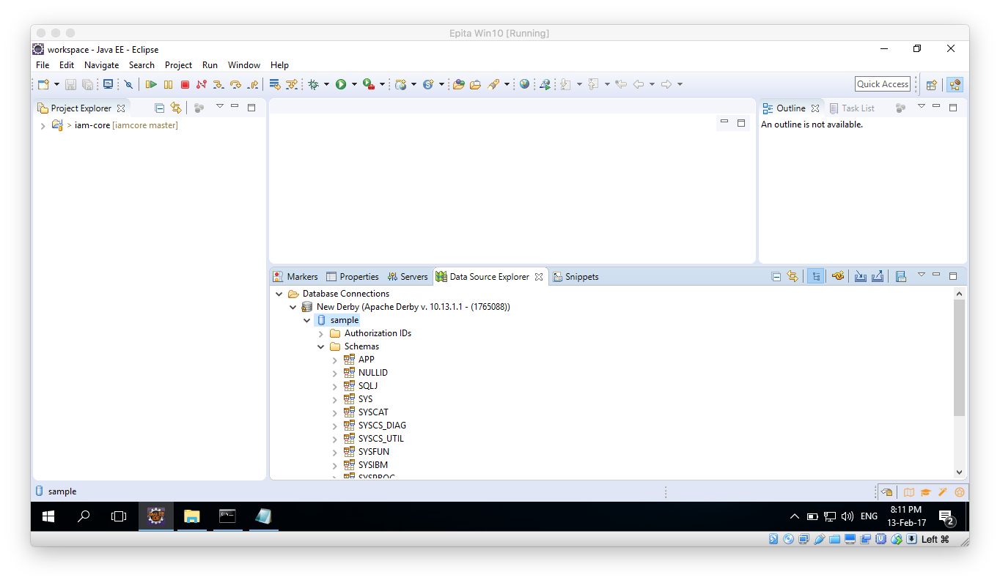 Epita Win10 [Running]
workspace - Java EE - Eclipse
File Edit Navigate Search Project Run Window Help
Quick Access
Project Explorer
> iam-core [iamcore master]
Outline Task List
An outline is not available.
Markers Properties Servers Data Source Explorer Snippets
Database Connections
New Derby (Apache Derby v. 10.13.1.1 - (1765088))
sample
Authorization IDs
Schemas
APP
NULLID
SQLJ
SYS
SYSCAT
SYSCS_DIAG
SYSCS_UTIL
SYSFUN
SYSIBM
SYSPROC
sample
ENG
8:11 PM
13-Feb-17
2
Left ⌘